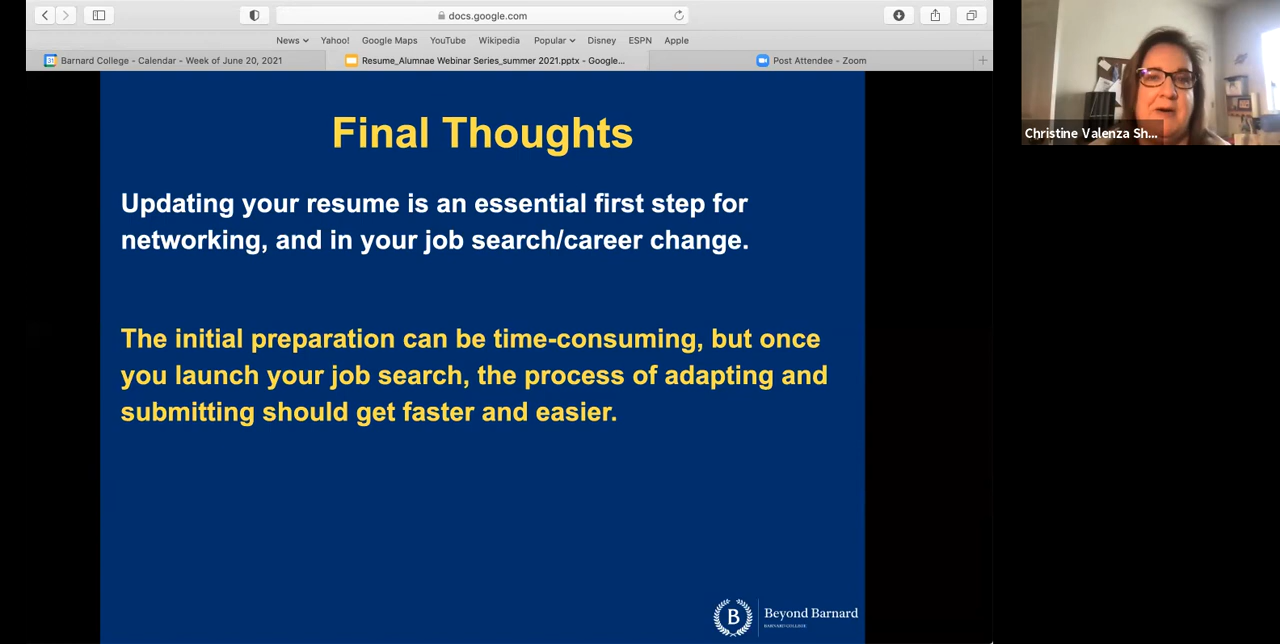 docs.google.com
News
Yahoo!
Google Maps
YouTube
Wikipedia
Popular
Disney
ESPN
Apple
31
Barnard College - Calendar - Week of June 20, 2021
Resume_Alumnae Webinar Series_summer 2021.pptx - Google...
Post Attendee - Zoom
Final Thoughts
Updating your resume is an essential first step for
networking, and in your job search/career change.
The initial preparation can be time-consuming, but once
you launch your job search, the process of adapting and
submitting should get faster and easier.
B
Beyond Barnard
BARNARD COLLEGE
Christine Valenza Sh...